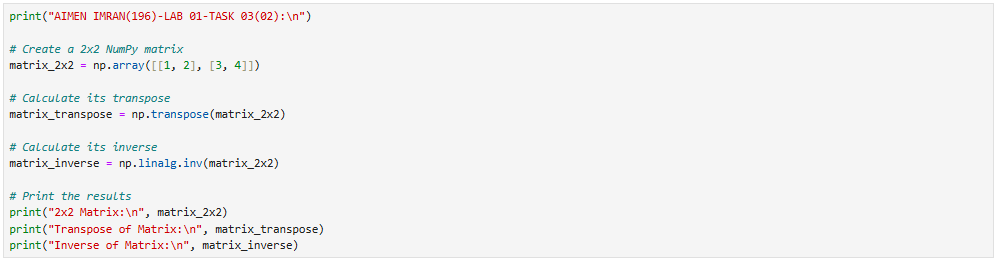 print("AIMEN IMRAN(196)-LAB 01-TASK 03(02):\n")
# Create a 2x2 NumPy matrix
matrix_2x2 = np.array([[1, 2], [3, 4]])
# Calculate its transpose
matrix_transpose = np.transpose(matrix_2x2)
# Calculate its inverse
matrix_inverse = np.linalg.inv(matrix_2x2)
# Print the results
print("2x2 Matrix:\n", matrix_2x2)
print("Transpose of Matrix:\n", matrix_transpose)
print("Inverse of Matrix:\n", matrix_inverse)